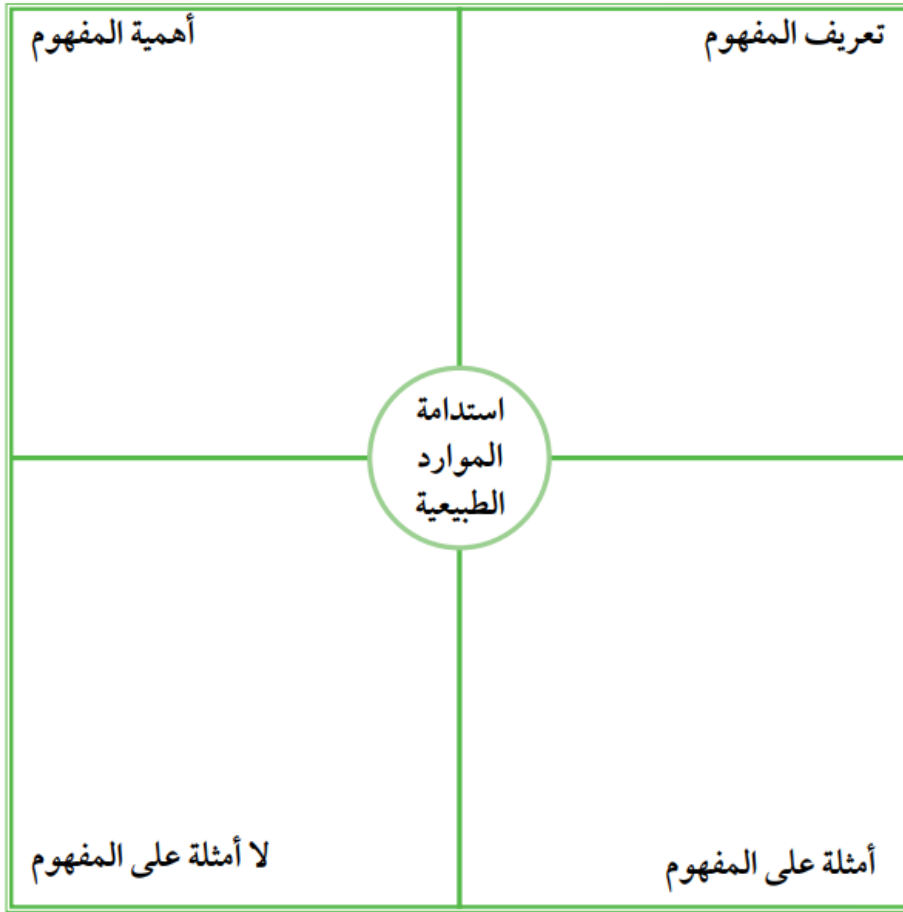 تعريف المفهوم
أهمية المفهوم
استدامة
الموارد
الطبيعية
أمثلة على المفهوم
لا أمثلة على المفهوم